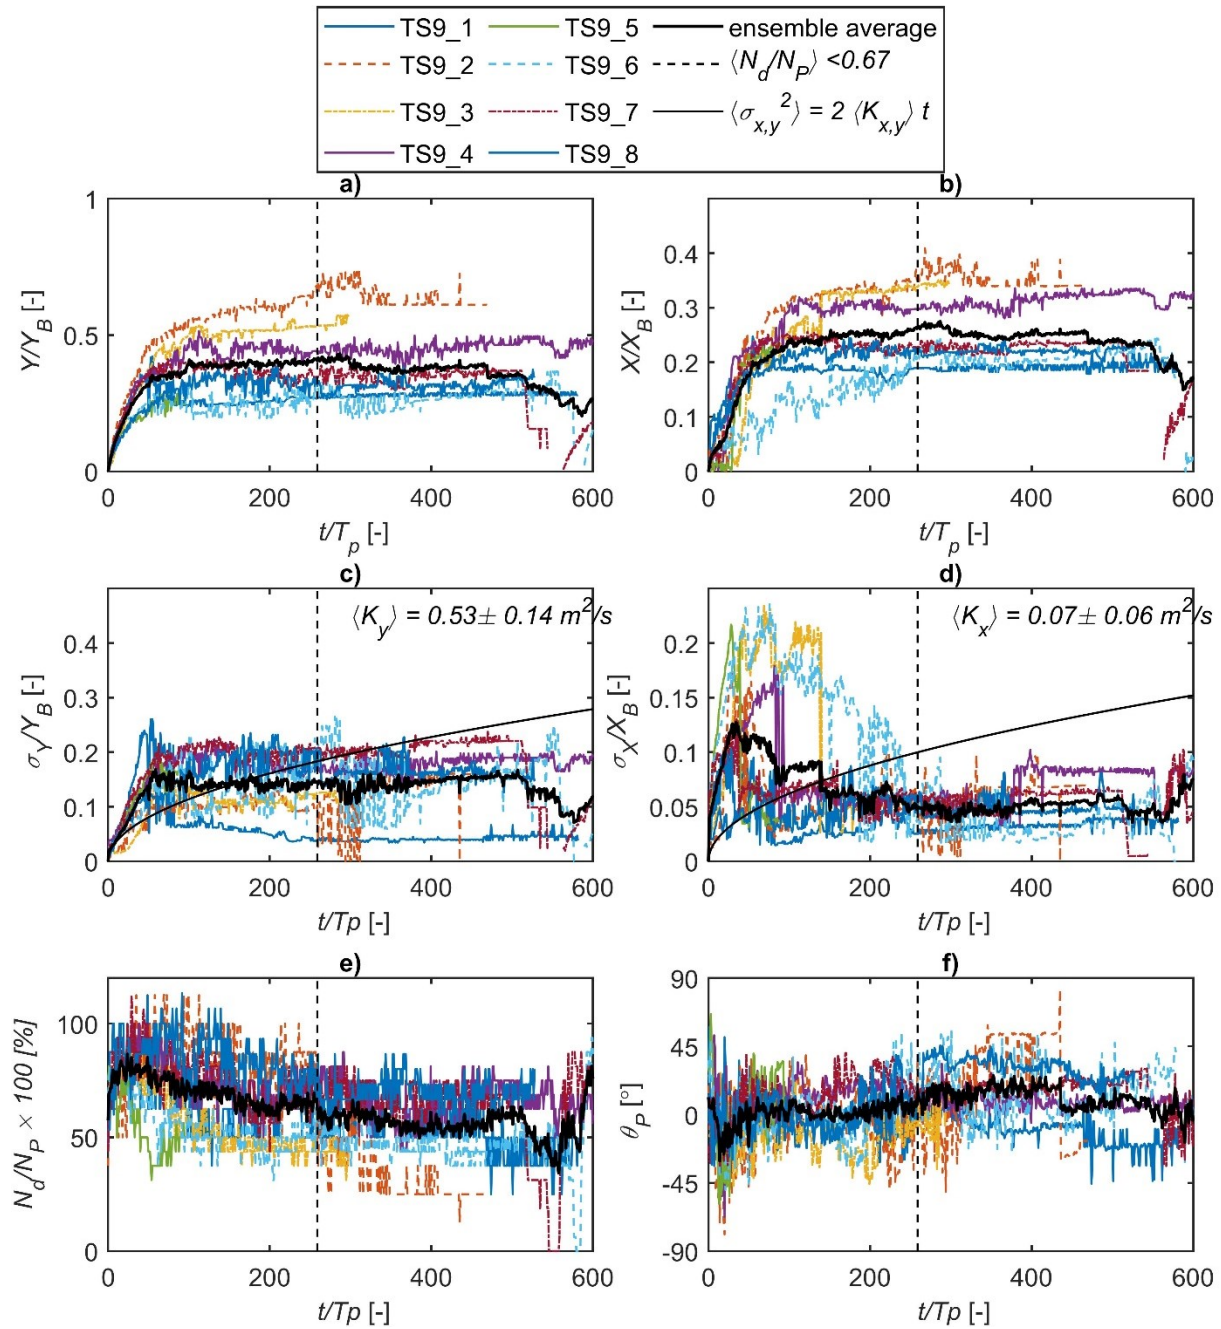 TS9_1 TS9_5 ensemble average
TS9_2 TS9_6 ⟨N_d/N_P⟩ <0.67
TS9_3 TS9_7 ⟨σ_{x,y}^2⟩ = 2 ⟨K_{x,y}⟩ t
TS9_4 TS9_8
a)
1
0.5
0
Y/Y_B [-]
0 200 400 600
t/T_p [-]
b)
0.4
0.3
0.2
0.1
0
X/X_B [-]
0 200 400 600
t/T_p [-]
c)
⟨K_y⟩ = 0.53± 0.14 m^2/s
0.4
0.3
0.2
0.1
0
σ_Y/Y_B [-]
0 200 400 600
t/Tp [-]
d)
⟨K_x⟩ = 0.07± 0.06 m^2/s
0.2
0.15
0.1
0.05
0
σ_X/X_B [-]
0 200 400 600
t/Tp [-]
e)
100
50
0
N_d/N_P × 100 [%]
0 200 400 600
t/Tp [-]
f)
90
45
0
-45
-90
θ_P [°]
0 200 400 600
t/Tp [-]